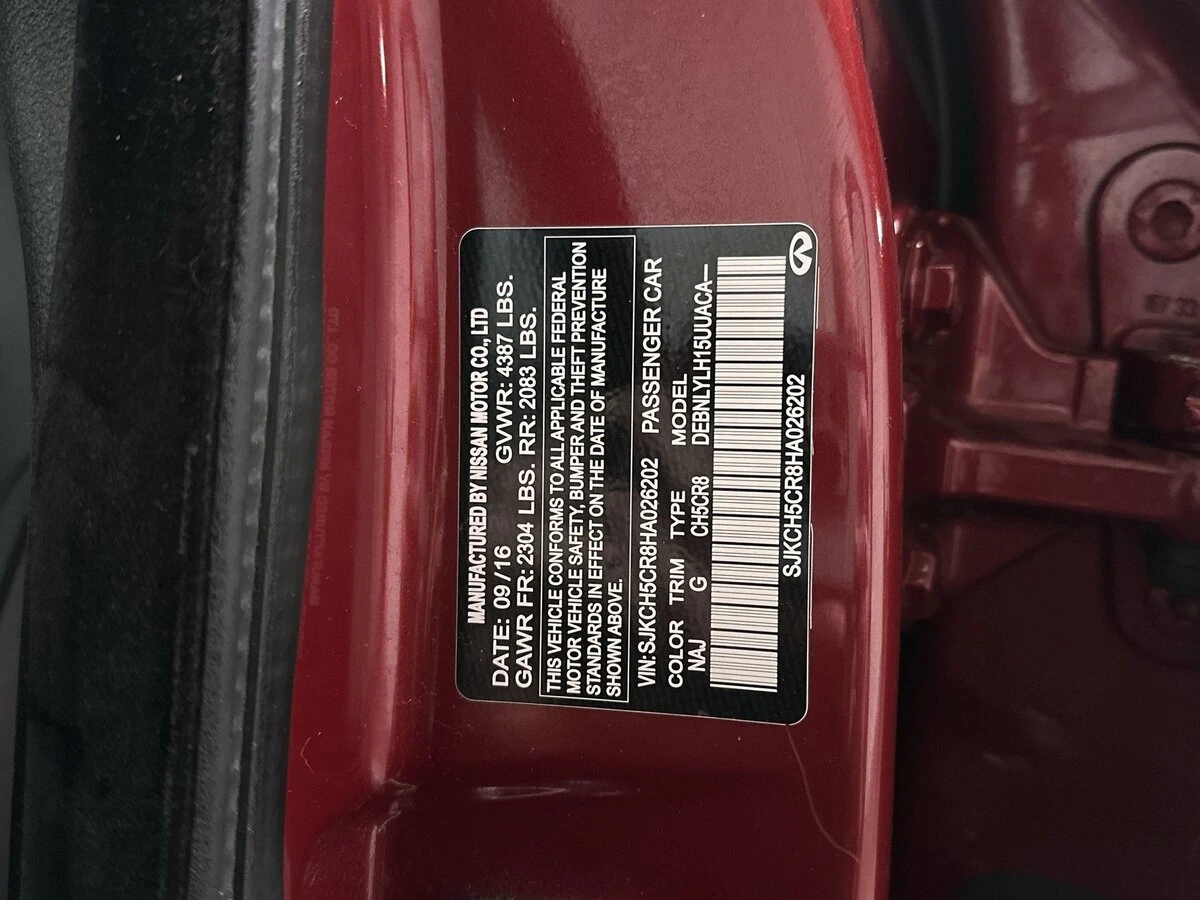 MANUFACTURED BY NISSAN MOTOR CO., LTD
DATE: 09 / 16 GVWR: 4387 LBS.
GAWR FR: 2304 LBS. RR: 2083 LBS.
THIS VEHICLE CONFORMS TO ALL APPLICABLE FEDERAL
MOTOR VEHICLE SAFETY, BUMPER AND THEFT PREVENTION
STANDARDS IN EFFECT ON THE DATE OF MANUFACTURE
SHOWN ABOVE.
VIN: SJKCH5CR8HA026202 PASSENGER CAR
COLOR TRIM TYPE MODEL
NAJ G CH5CR8 DEBNLYLH15UUACA—
SJKCH5CR8HA026202